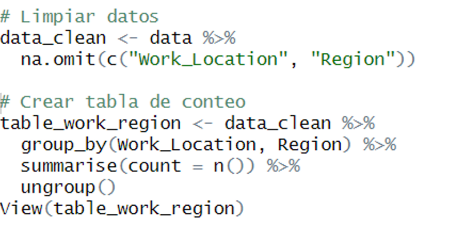 # Limpiar datos
data_clean <- data %>%
  na.omit(c("Work_Location", "Region"))

# Crear tabla de conteo
table_work_region <- data_clean %>%
  group_by(Work_Location, Region) %>%
  summarise(count = n()) %>%
  ungroup()
View(table_work_region)